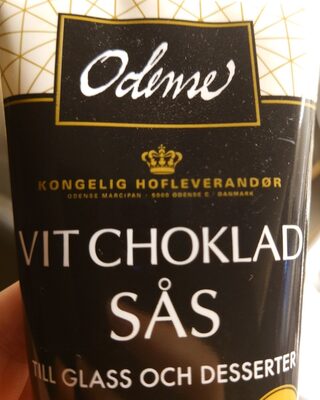 Odense
KONGELIG HOFLEVERANDØR
ODENSE MARCIPAN · 5000 ODENSE C · DANMARK
VIT CHOKLAD
SÅS
TILL GLASS OCH DESSERTER